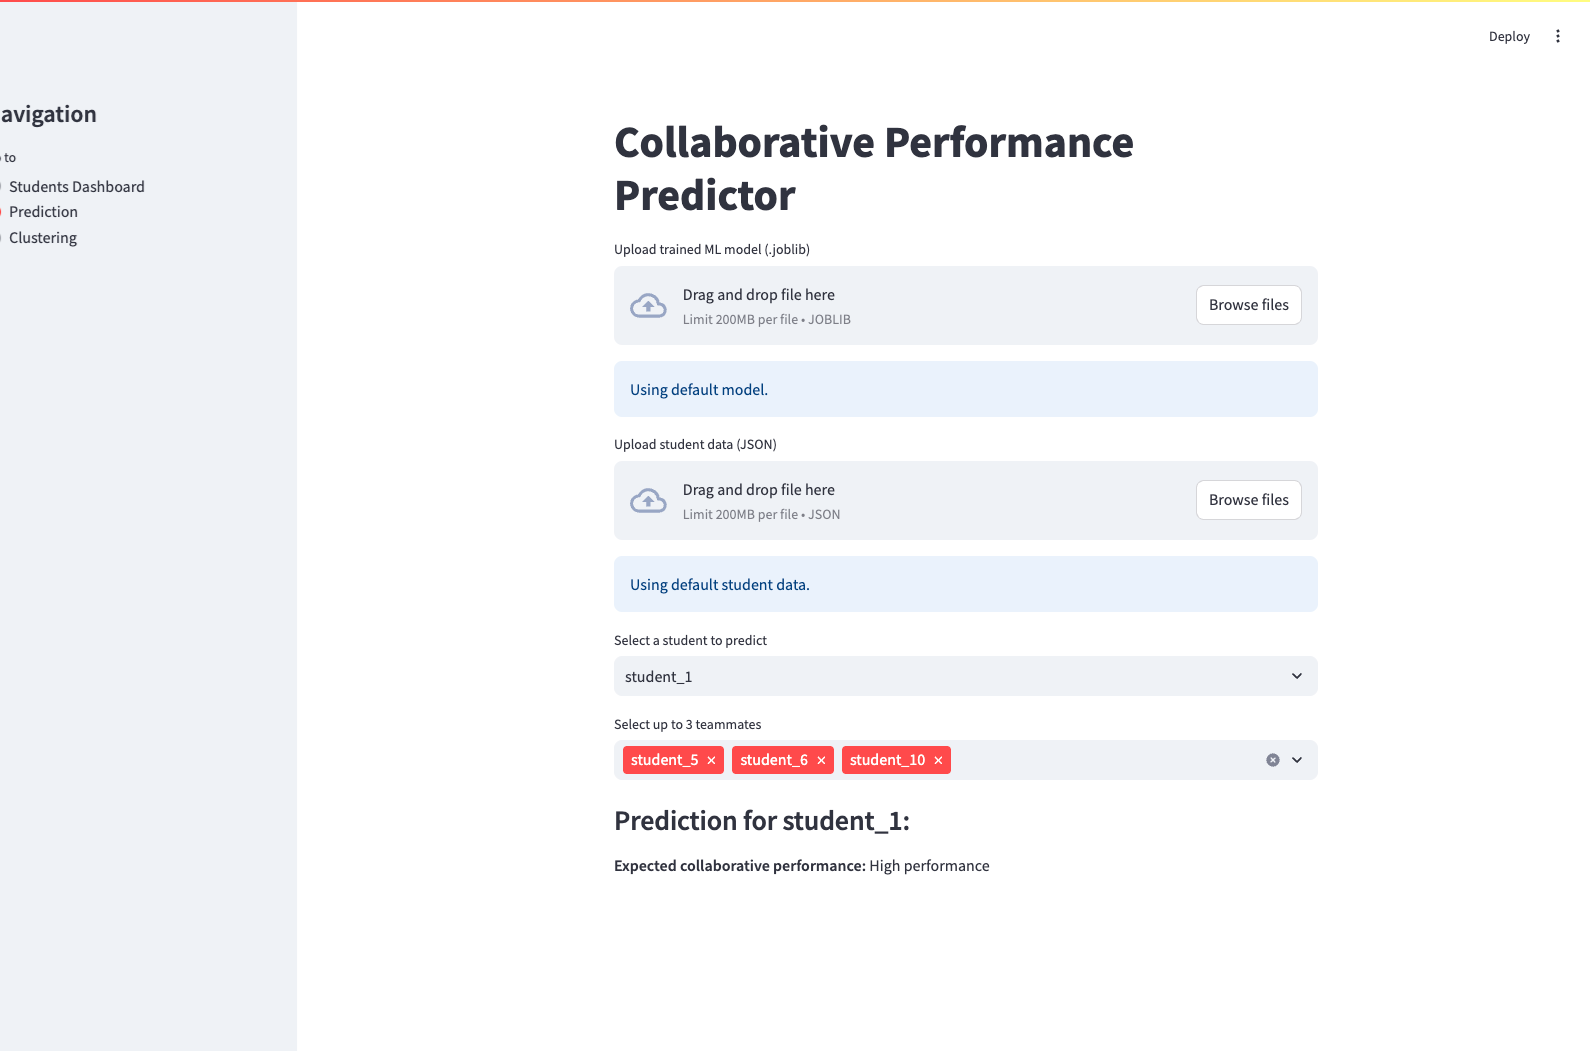 Deploy
avigation
to
Students Dashboard
Prediction
Clustering
Collaborative Performance
Predictor
Upload trained ML model (.joblib)
Drag and drop file here
Limit 200MB per file • JOBLIB
Browse files
Using default model.
Upload student data (JSON)
Drag and drop file here
Limit 200MB per file • JSON
Browse files
Using default student data.
Select a student to predict
student_1
Select up to 3 teammates
student_5 × student_6 × student_10 ×
Prediction for student_1:
Expected collaborative performance: High performance